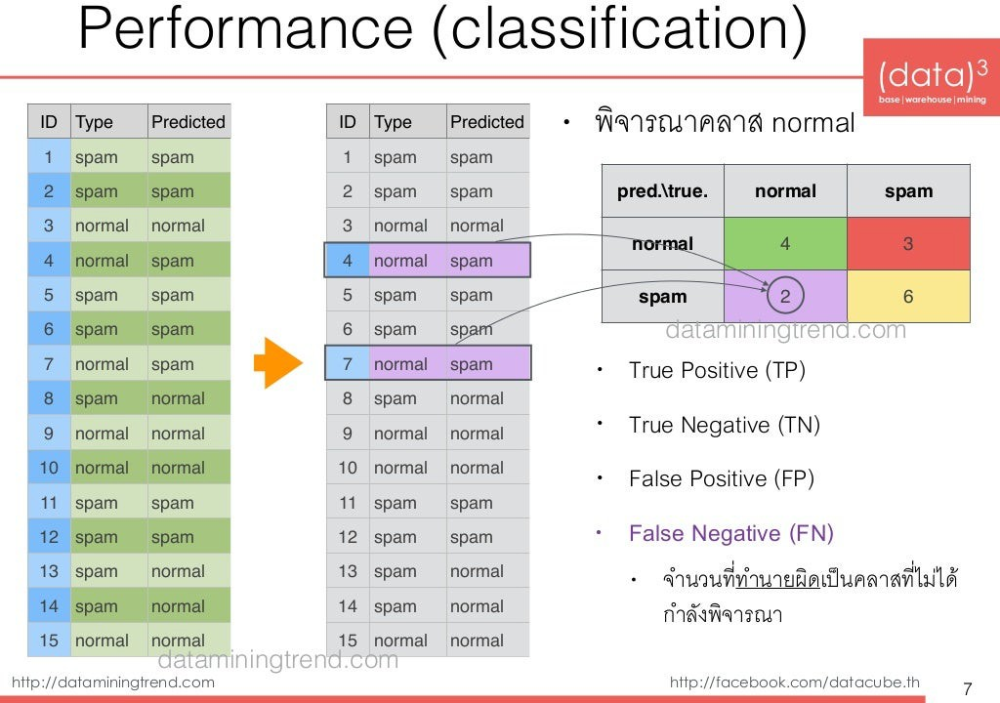 Performance (classification)
(data)3
base|warehouse|mining
ID Type Predicted
1 spam spam
2 spam spam
3 normal normal
4 normal spam
5 spam spam
6 spam spam
7 normal spam
8 spam normal
9 normal normal
10 normal normal
11 spam spam
12 spam spam
13 spam normal
14 spam normal
15 normal normal
ID Type Predicted
1 spam spam
2 spam spam
3 normal normal
4 normal spam
5 spam spam
6 spam spam
7 normal spam
8 spam normal
9 normal normal
10 normal normal
11 spam spam
12 spam spam
13 spam normal
14 spam normal
15 normal normal
dataminingtrend.com
• พิจารณาคลาส normal
pred.\true. normal spam
normal 4 3
spam 2 6
dataminingtrend.com
• True Positive (TP)
• True Negative (TN)
• False Positive (FP)
• False Negative (FN)
• จำนวนที่ทำนายผิดเป็นคลาสที่ไม่ได้
กำลังพิจารณา
http://dataminingtrend.com
http://facebook.com/datacube.th
7